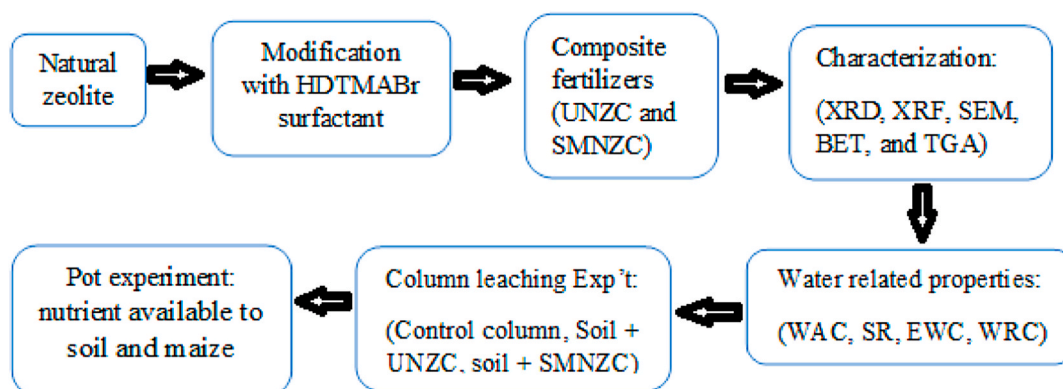 Natural
zeolite
Modification
with HDTMABr
surfactant
Composite
fertilizers
(UNZC and
SMNZC)
Characterization:
(XRD, XRF, SEM,
BET, and TGA)
Water related properties:
(WAC, SR, EWC, WRC)
Column leaching Exp’t:
(Control column, Soil +
UNZC, soil + SMNZC)
Pot experiment:
nutrient available to
soil and maize